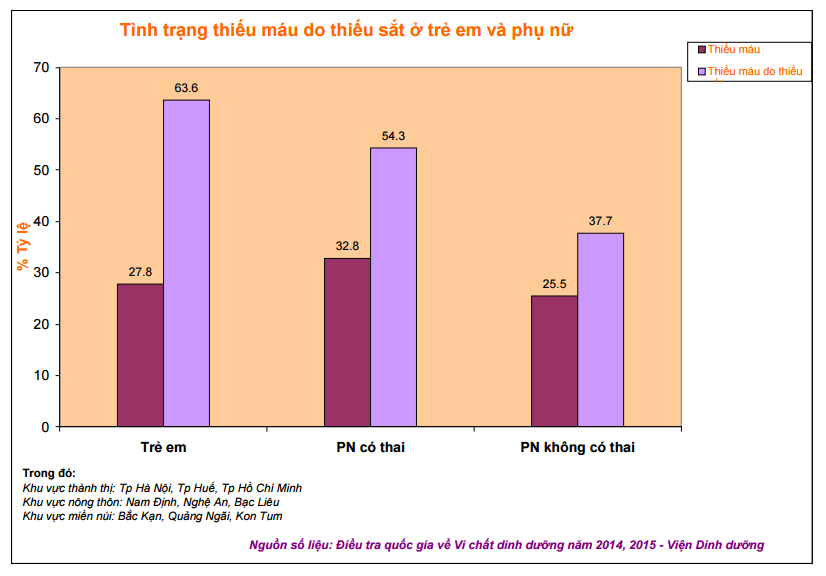 Tình trạng thiếu máu do thiếu sắt ở trẻ em và phụ nữ
Thiếu máu
Thiếu máu do thiếu
% Tỷ lệ
70
60
50
40
30
20
10
0
63.6
54.3
37.7
27.8
32.8
25.5
Trẻ em
PN có thai
PN không có thai
Trong đó:
Khu vực thành thị: Tp Hà Nội, Tp Huế, Tp Hồ Chí Minh
Khu vực nông thôn: Nam Định, Nghệ An, Bạc Liêu
Khu vực miền núi: Bắc Kạn, Quảng Ngãi, Kon Tum
Nguồn số liệu: Điều tra quốc gia về Vi chất dinh dưỡng năm 2014, 2015 - Viện Dinh dưỡng